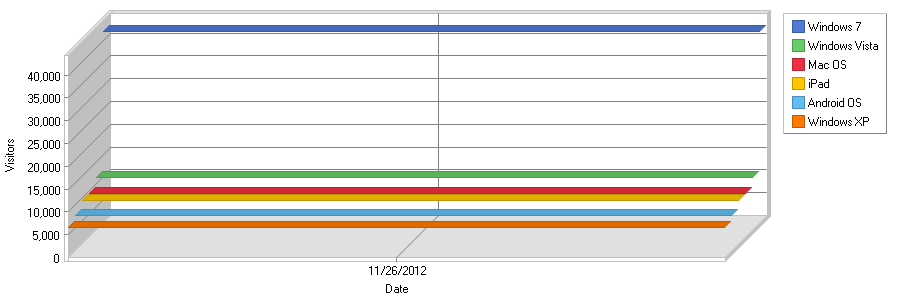 Windows 7
Windows Vista
Mac OS
iPad
Android OS
Windows XP
40,000
35,000
30,000
25,000
20,000
15,000
10,000
5,000
0
Visitors
11/26/2012
Date